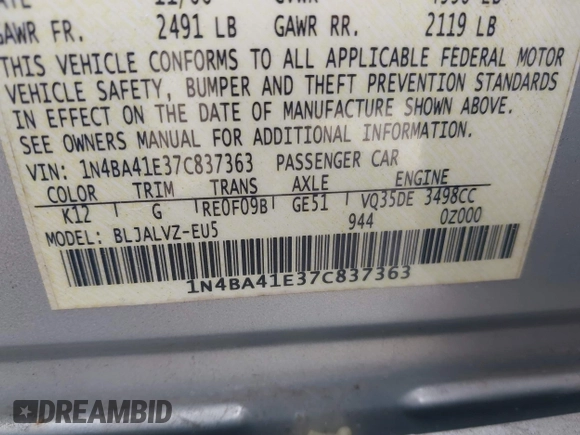 GAWR FR. 2491 LB GAWR RR. 2119 LB
THIS VEHICLE CONFORMS TO ALL APPLICABLE FEDERAL MOTOR
VEHICLE SAFETY, BUMPER AND THEFT PREVENTION STANDARDS
IN EFFECT ON THE DATE OF MANUFACTURE SHOWN ABOVE.
SEE OWNERS MANUAL FOR ADDITIONAL INFORMATION.
VIN: 1N4BA41E37C837363 PASSENGER CAR
COLOR TRIM TRANS AXLE ENGINE
K12 G RE0F09B GE51 VQ35DE 3498CC
944 0Z000
MODEL: BLJALVZ-EU5
1N4BA41E37C837363
DREAMBID